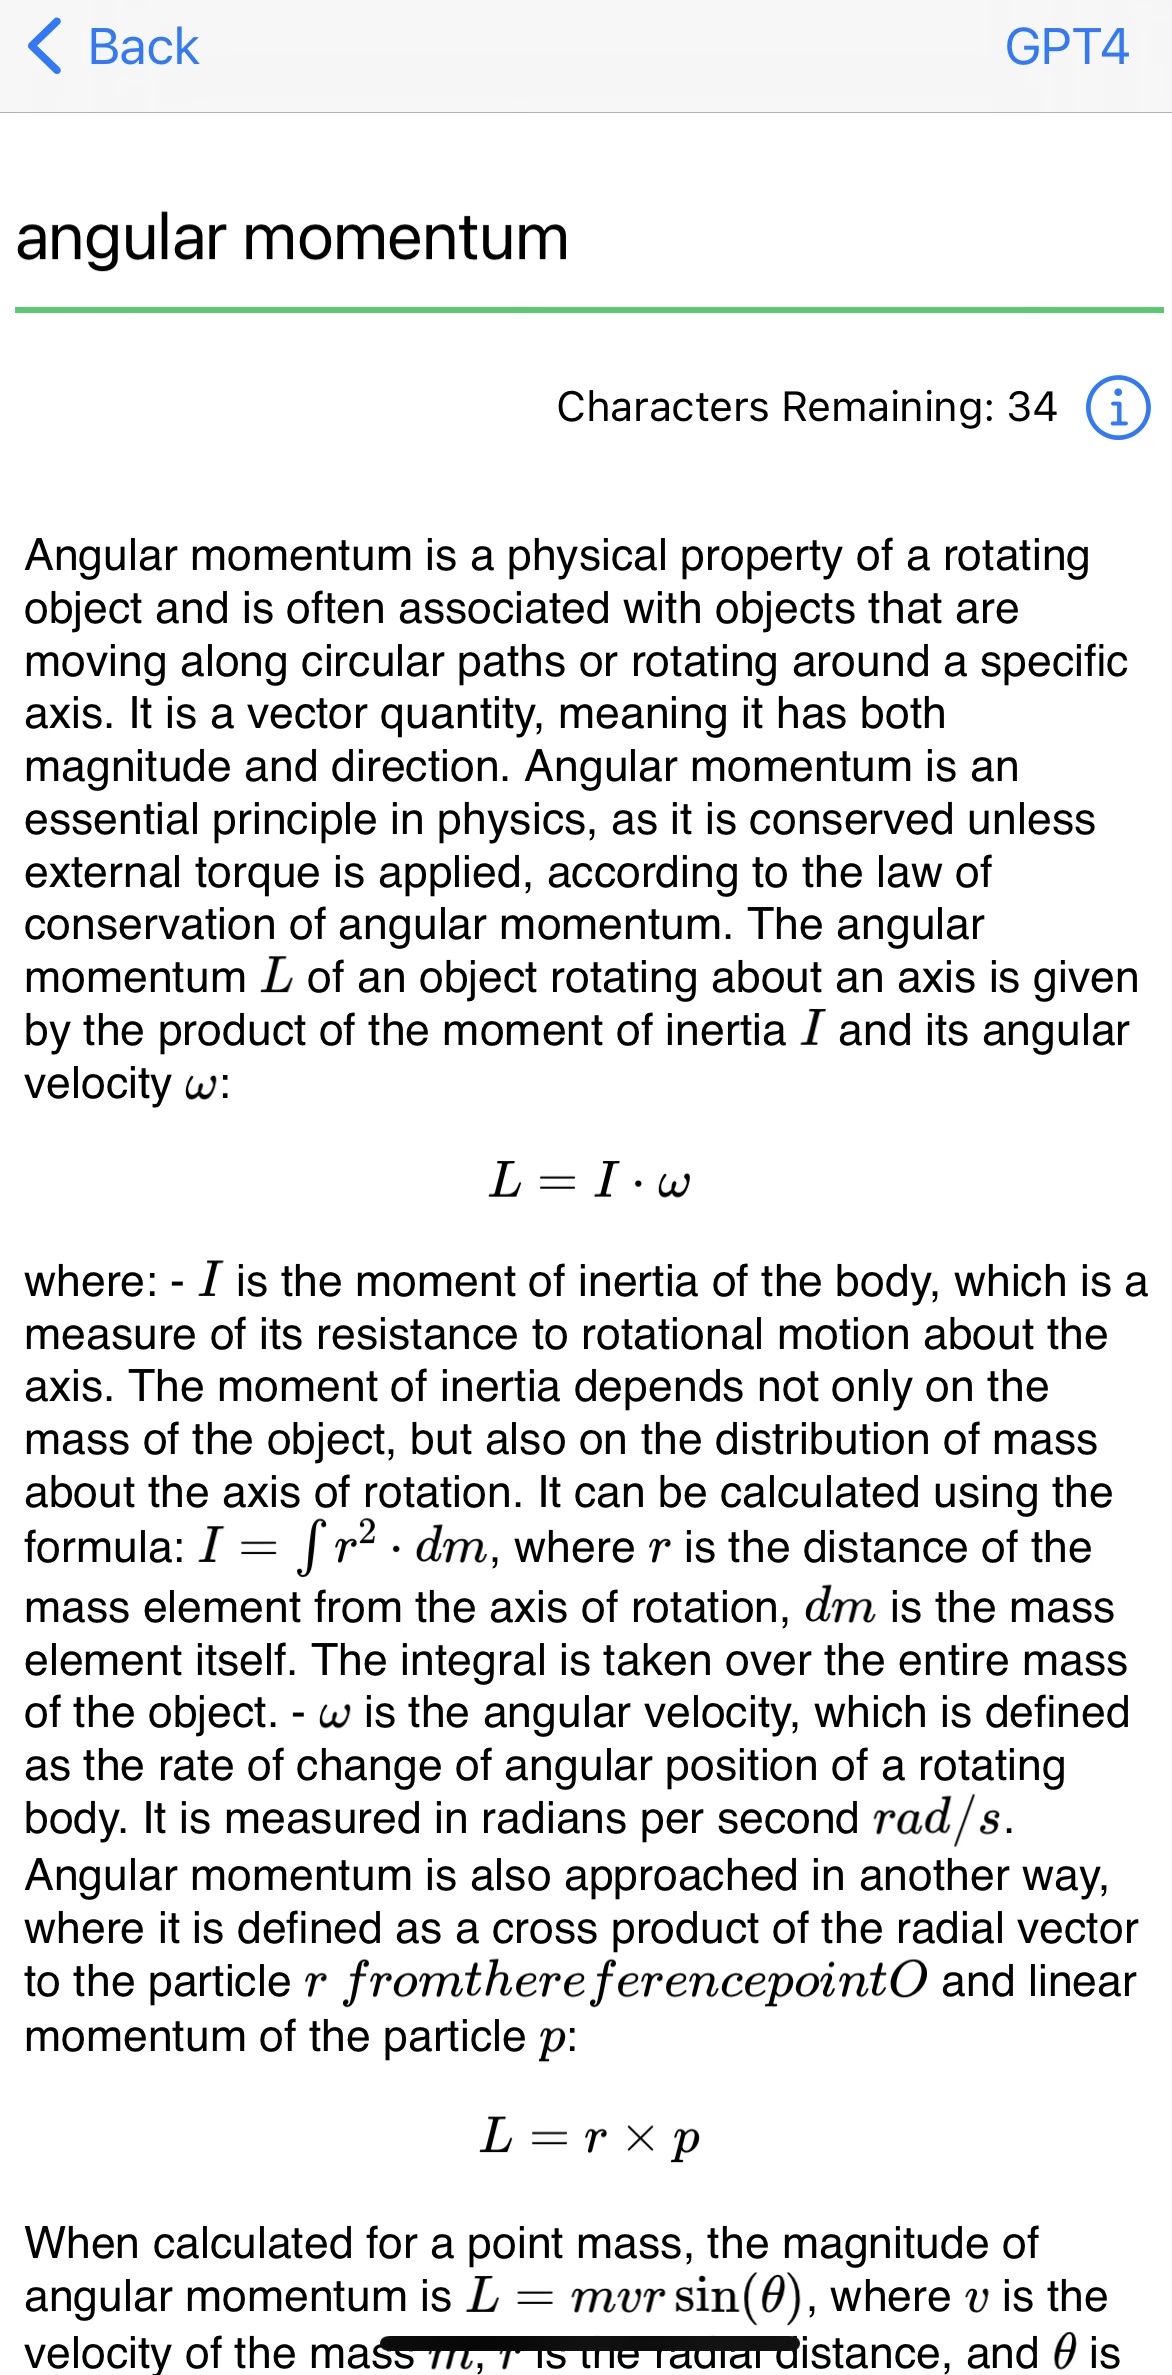 Back
GPT4
angular momentum
Characters Remaining: 34
Angular momentum is a physical property of a rotating
object and is often associated with objects that are
moving along circular paths or rotating around a specific
axis. It is a vector quantity, meaning it has both
magnitude and direction. Angular momentum is an
essential principle in physics, as it is conserved unless
external torque is applied, according to the law of
conservation of angular momentum. The angular
momentum L of an object rotating about an axis is given
by the product of the moment of inertia I and its angular
velocity ω:
L = I · ω
where: - I is the moment of inertia of the body, which is a
measure of its resistance to rotational motion about the
axis. The moment of inertia depends not only on the
mass of the object, but also on the distribution of mass
about the axis of rotation. It can be calculated using the
formula: I = ∫ r² · dm, where r is the distance of the
mass element from the axis of rotation, dm is the mass
element itself. The integral is taken over the entire mass
of the object. - ω is the angular velocity, which is defined
as the rate of change of angular position of a rotating
body. It is measured in radians per second rad/s.
Angular momentum is also approached in another way,
where it is defined as a cross product of the radial vector
to the particle r fromthereferencepointO and linear
momentum of the particle p:
L = r × p
When calculated for a point mass, the magnitude of
angular momentum is L = mvr sin(θ), where v is the
velocity of the mass m, r is the radial distance, and θ is